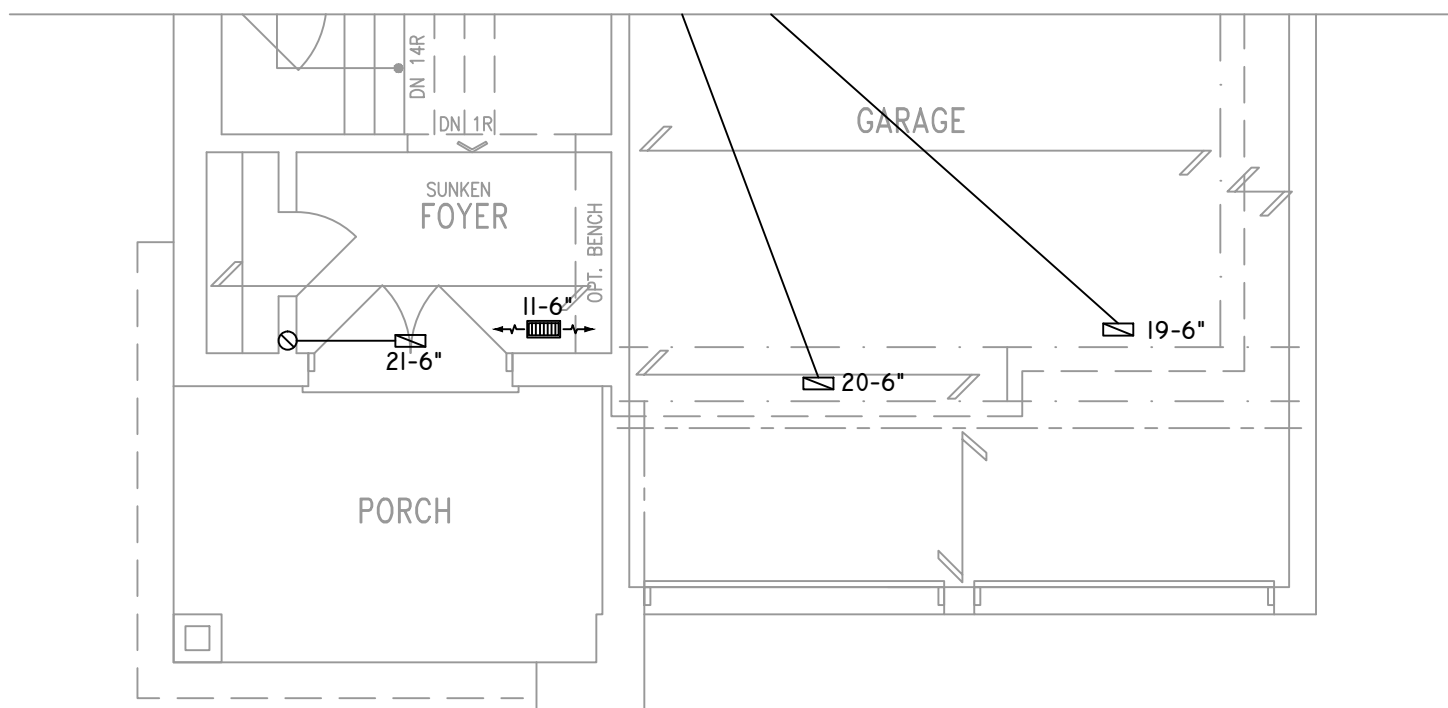 DN 14R
DN 1R
GARAGE
SUNKEN
FOYER
OPT. BENCH
11-6"
21-6"
19-6"
20-6"
PORCH